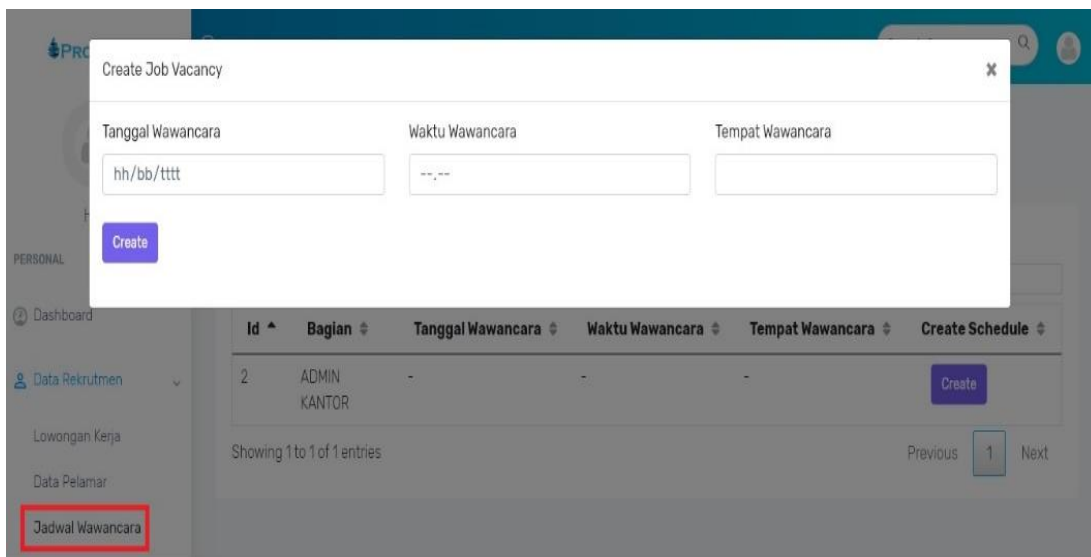 PRO
Create Job Vacancy ×
Tanggal Wawancara Waktu Wawancara Tempat Wawancara
hh/bb/tttt --.--
Create
PERSONAL
Dashboard
Id Bagian Tanggal Wawancara Waktu Wawancara Tempat Wawancara Create Schedule
Data Rekrutmen
2 ADMIN KANTOR - - - Create
Lowongan Kerja
Showing 1 to 1 of 1 entries Previous 1 Next
Data Pelamar
Jadwal Wawancara